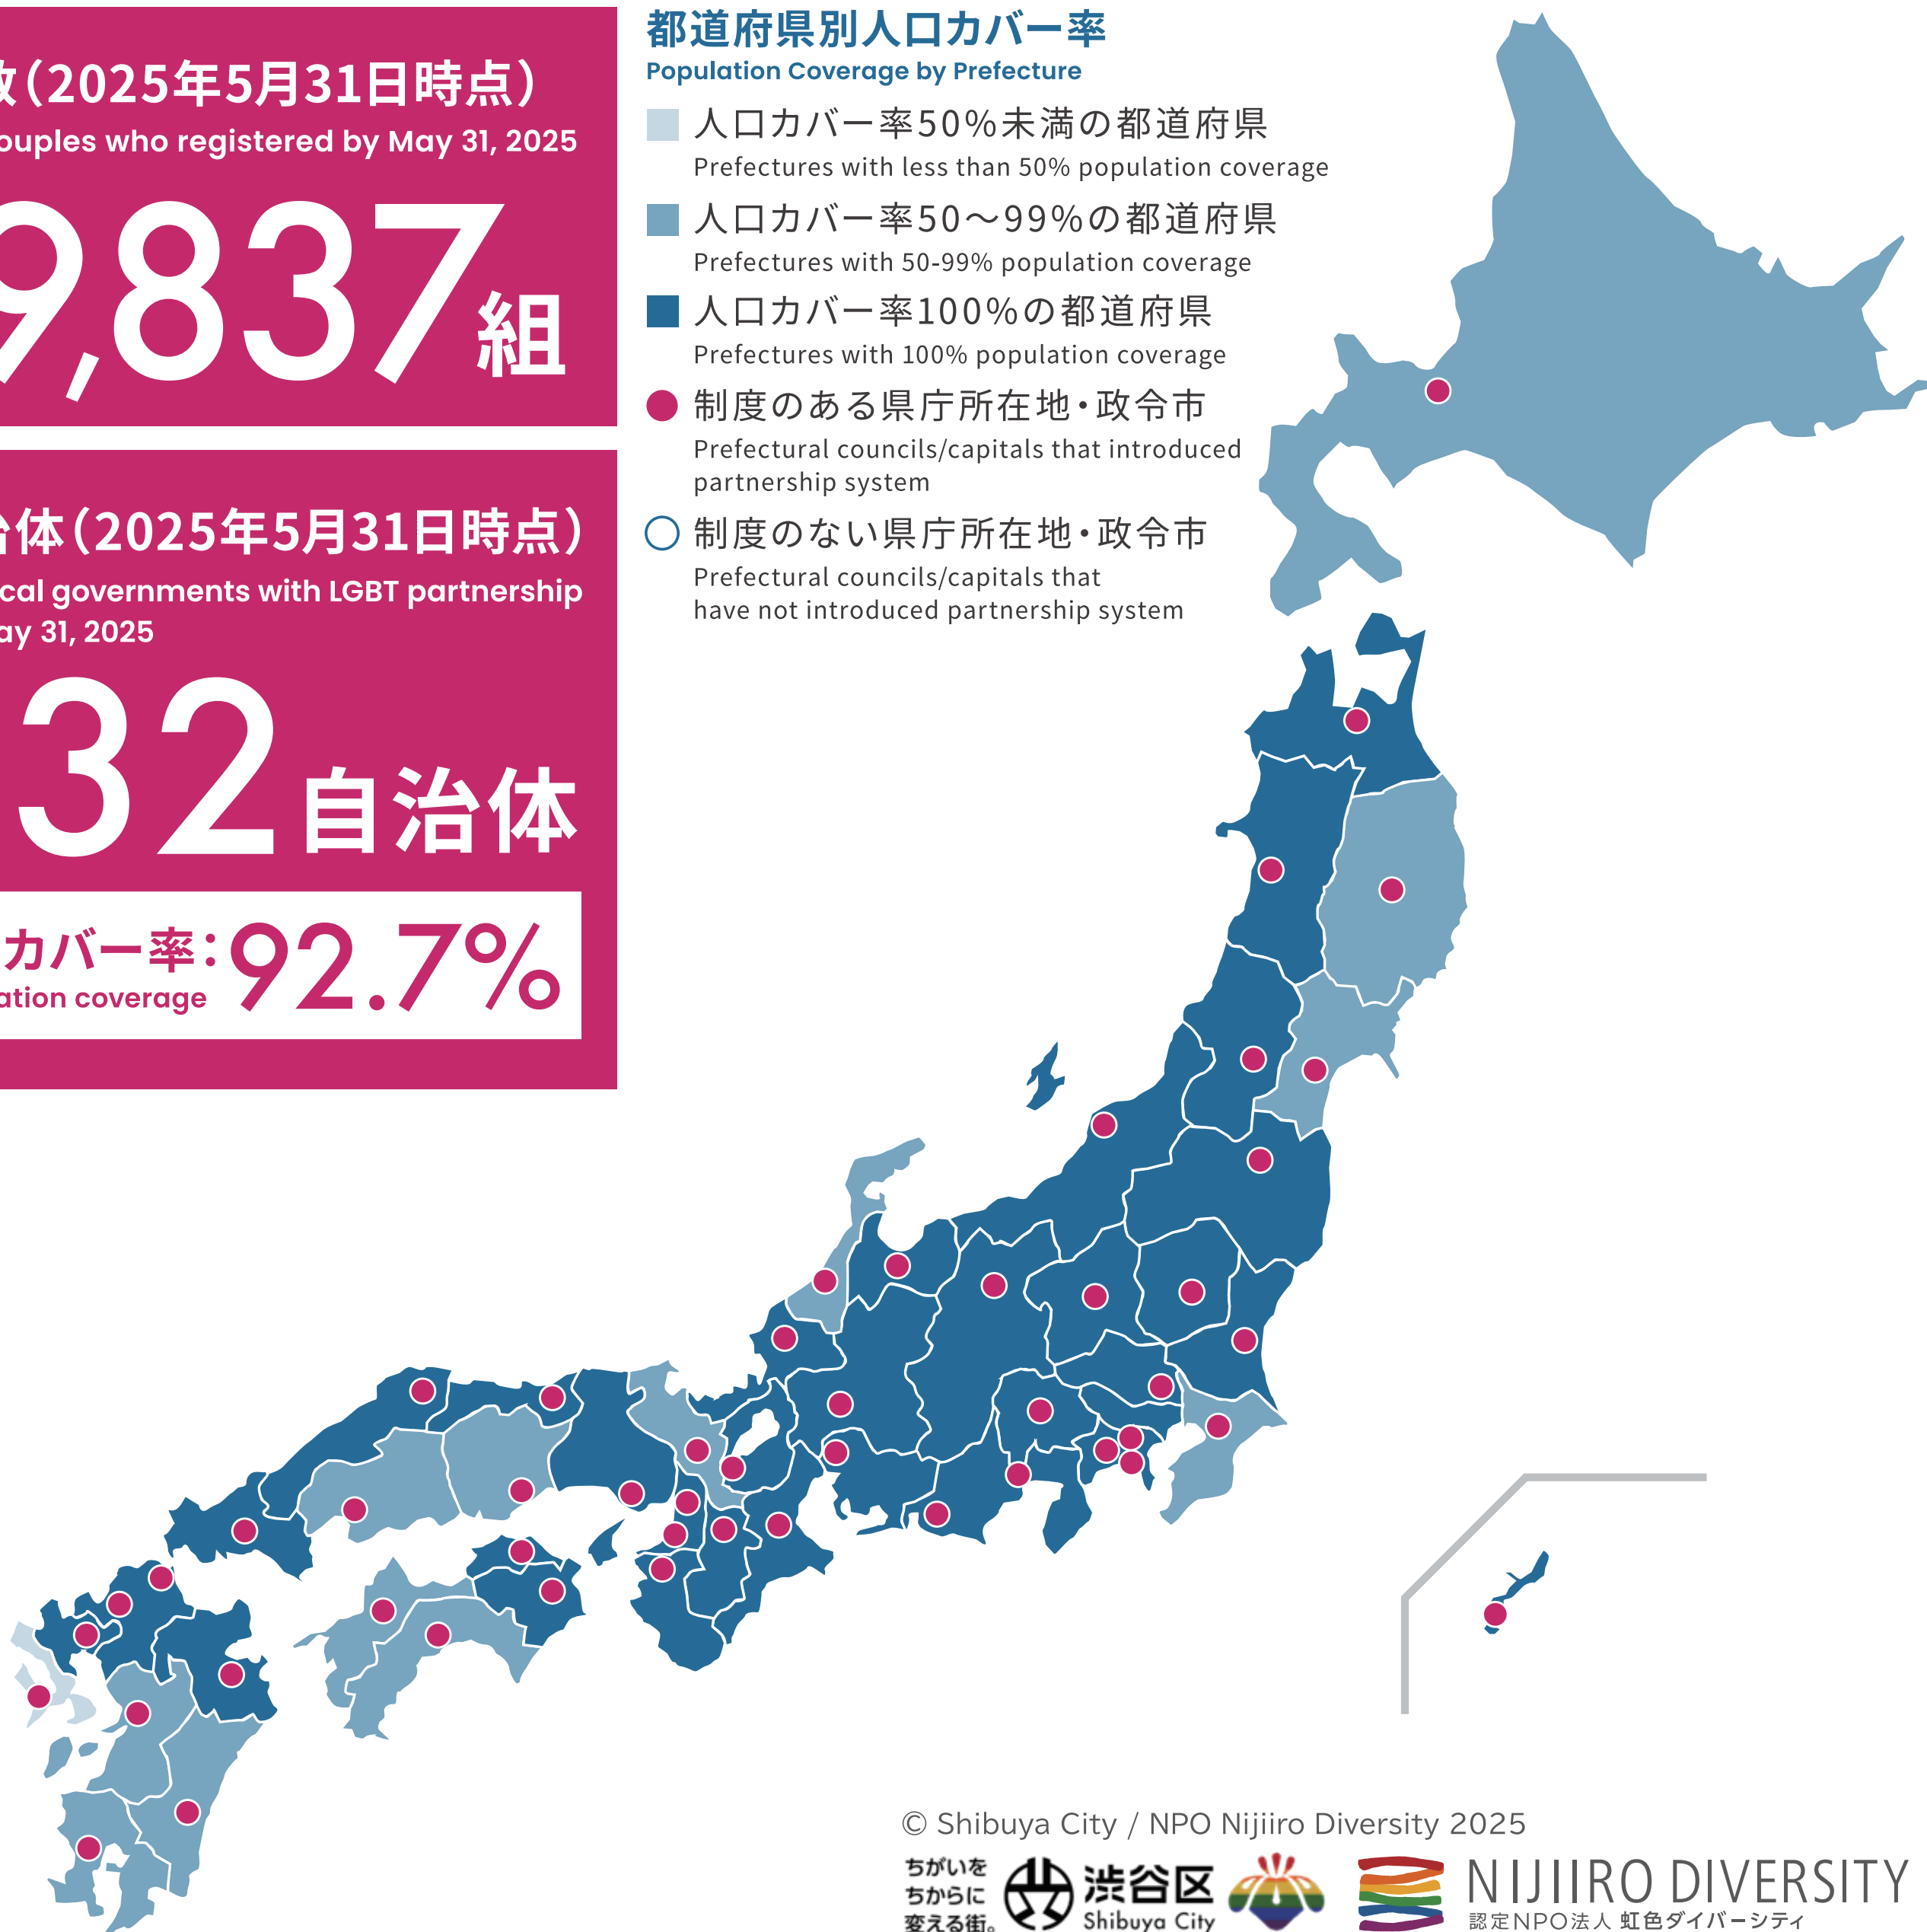 数（2025年5月31日時点）
ouples who registered by May 31, 2025
9,837組
治体（2025年5月31日時点）
cal governments with LGBT partnership
ay 31, 2025
32自治体
カバー率：92.7%
ation coverage
都道府県別人口カバー率
Population Coverage by Prefecture
人口カバー率50%未満の都道府県
Prefectures with less than 50% population coverage
人口カバー率50〜99%の都道府県
Prefectures with 50-99% population coverage
人口カバー率100%の都道府県
Prefectures with 100% population coverage
制度のある県庁所在地・政令市
Prefectural councils/capitals that introduced
partnership system
制度のない県庁所在地・政令市
Prefectural councils/capitals that
have not introduced partnership system
© Shibuya City / NPO Nijiiro Diversity 2025
ちがいを
ちからに
変える街。
渋谷区
Shibuya City
NIJIIRO DIVERSITY
認定NPO法人 虹色ダイバーシティ